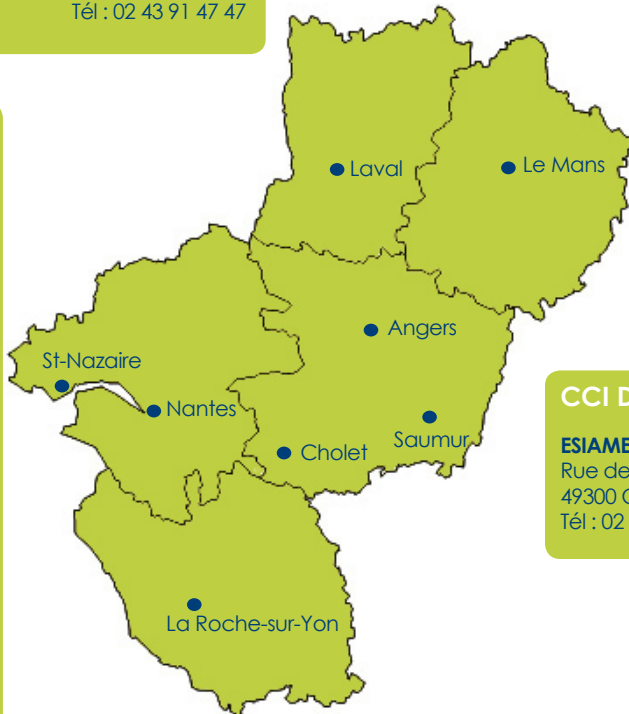 Tél : 02 43 91 47 47
Laval
Le Mans
Angers
St-Nazaire
Nantes
Saumur
Cholet
La Roche-sur-Yon
CCI D
ESIAME
Rue de
49300 C
Tél : 02